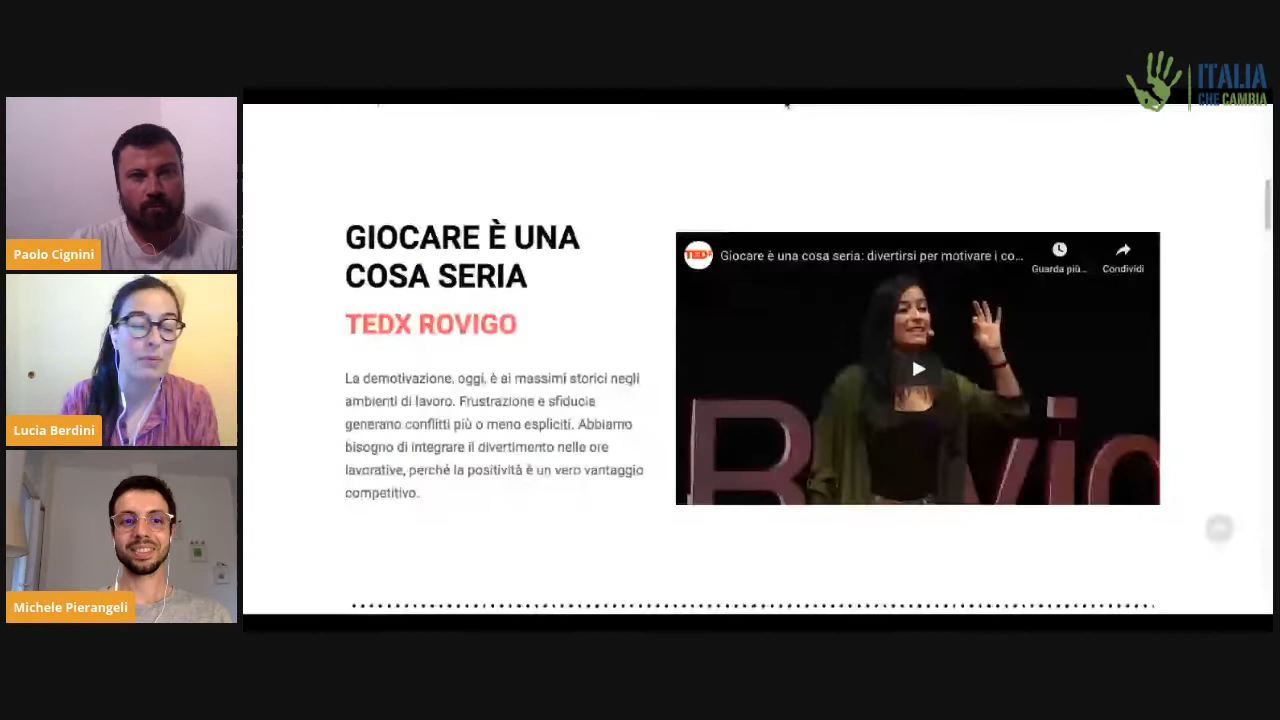 ITALIA
CHE CAMBIA
Paolo Cignini
Lucia Berdini
Michele Pierangeli
GIOCARE È UNA
COSA SERIA
TEDX ROVIGO
La demotivazione, oggi, è ai massimi storici negli
ambienti di lavoro. Frustrazione e sfiducia
generano conflitti più o meno espliciti. Abbiamo
bisogno di integrare il divertimento nelle ore
lavorative, perché la positività è un vero vantaggio
competitivo.
TEDx
Giocare è una cosa seria: divertirsi per motivare i co...
Guarda più...
Condividi
R vi